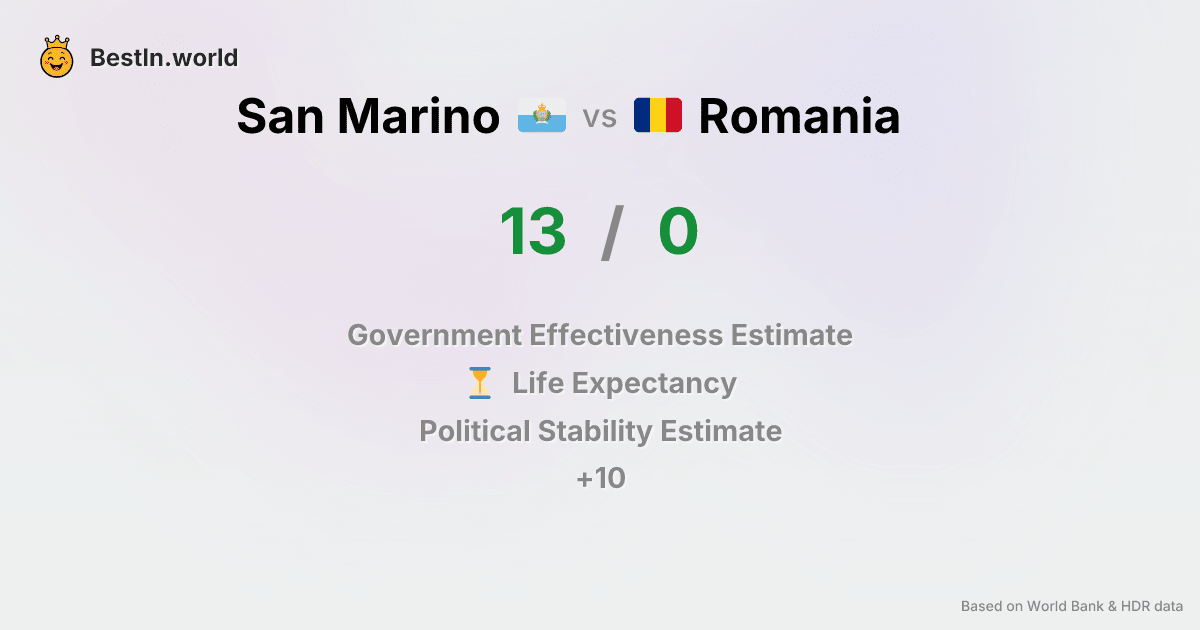 BestIn.world
San Marino vs Romania
13 / 0
Government Effectiveness Estimate
Life Expectancy
Political Stability Estimate
+10
Based on World Bank & HDR data